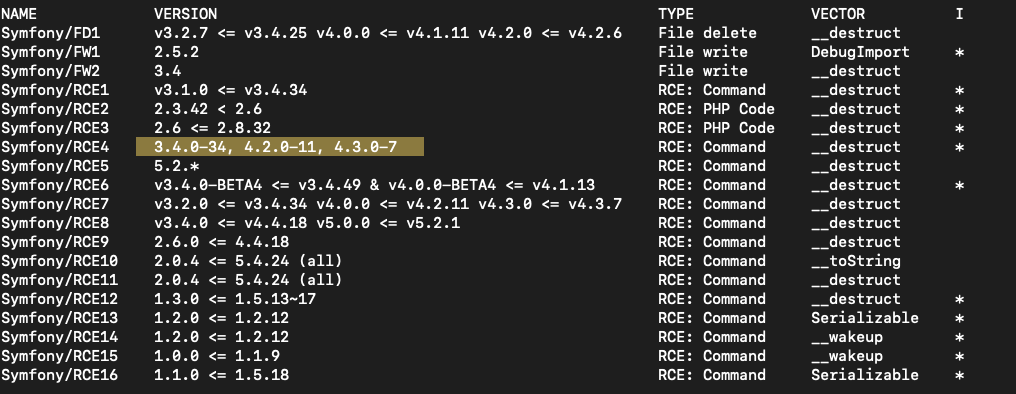 NAME VERSION TYPE VECTOR I
Symfony/FD1 v3.2.7 <= v3.4.25 v4.0.0 <= v4.1.11 v4.2.0 <= v4.2.6 File delete __destruct
Symfony/FW1 2.5.2 File write DebugImport *
Symfony/FW2 3.4 File write __destruct
Symfony/RCE1 v3.1.0 <= v3.4.34 RCE: Command __destruct *
Symfony/RCE2 2.3.42 < 2.6 RCE: PHP Code __destruct *
Symfony/RCE3 2.6 <= 2.8.32 RCE: PHP Code __destruct *
Symfony/RCE4 3.4.0-34, 4.2.0-11, 4.3.0-7 RCE: Command __destruct *
Symfony/RCE5 5.2.* RCE: Command __destruct
Symfony/RCE6 v3.4.0-BETA4 <= v3.4.49 & v4.0.0-BETA4 <= v4.1.13 RCE: Command __destruct *
Symfony/RCE7 v3.2.0 <= v3.4.34 v4.0.0 <= v4.2.11 v4.3.0 <= v4.3.7 RCE: Command __destruct
Symfony/RCE8 v3.4.0 <= v4.4.18 v5.0.0 <= v5.2.1 RCE: Command __destruct
Symfony/RCE9 2.6.0 <= 4.4.18 RCE: Command __destruct
Symfony/RCE10 2.0.4 <= 5.4.24 (all) RCE: Command __toString
Symfony/RCE11 2.0.4 <= 5.4.24 (all) RCE: Command __destruct
Symfony/RCE12 1.3.0 <= 1.5.13~17 RCE: Command __destruct *
Symfony/RCE13 1.2.0 <= 1.2.12 RCE: Command Serializable *
Symfony/RCE14 1.2.0 <= 1.2.12 RCE: Command __wakeup *
Symfony/RCE15 1.0.0 <= 1.1.9 RCE: Command __wakeup *
Symfony/RCE16 1.1.0 <= 1.5.18 RCE: Command Serializable *